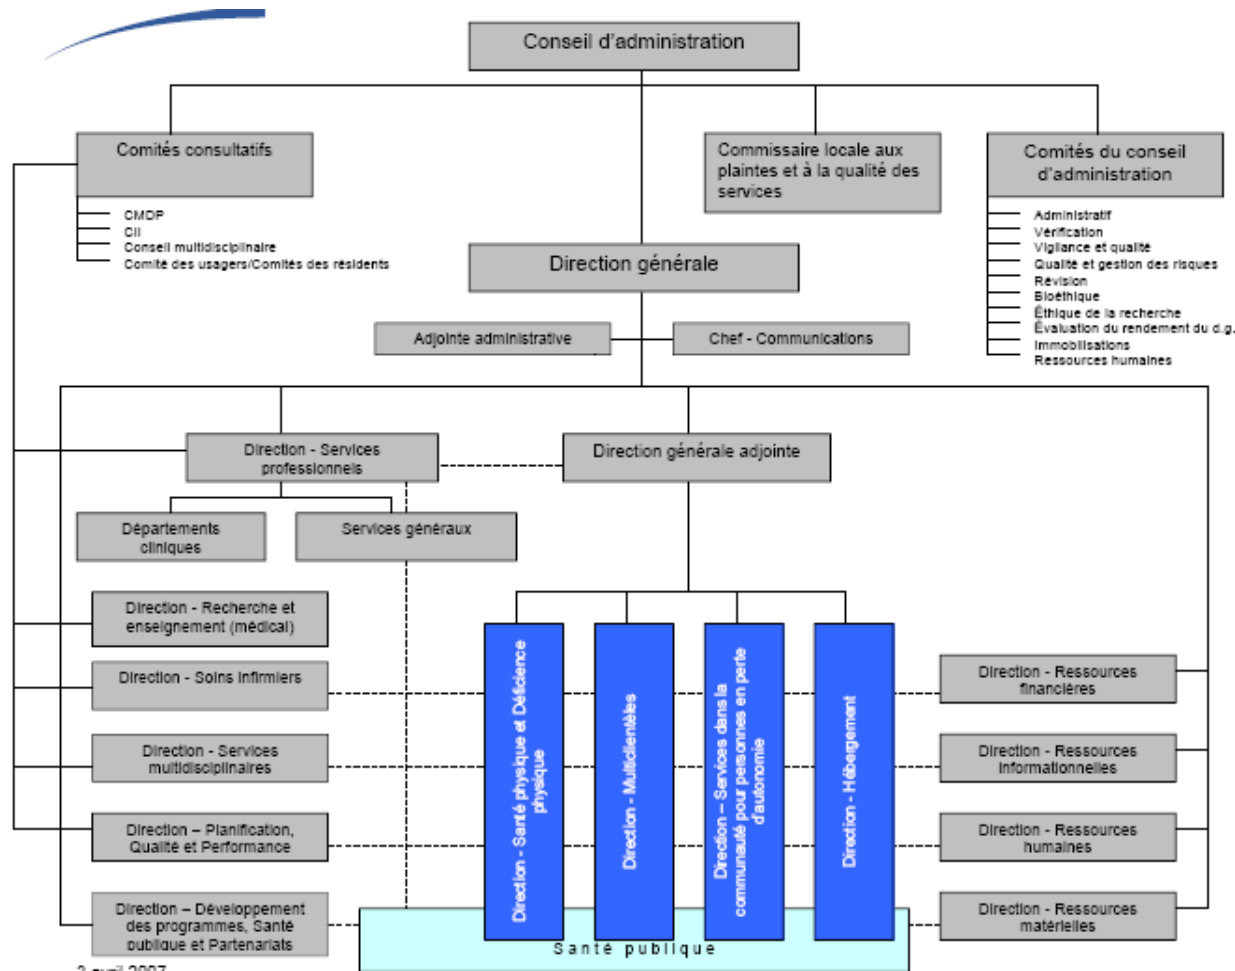 Conseil d'administration
Comités consultatifs
CMDP
CII
Conseil multidisciplinaire
Comité des usagers/Comités des résidents
Commissaire locale aux
plaintes et à la qualité des
services
Comités du conseil
d'administration
Administratif
Vérification
Vigilance et qualité
Qualité et gestion des risques
Révision
Bioéthique
Éthique de la recherche
Évaluation du rendement du d.g.
Immobilisations
Ressources humaines
Direction générale
Adjointe administrative
Chef - Communications
Direction - Services
professionnels
Direction générale adjointe
Départements
cliniques
Services généraux
Direction - Recherche et
enseignement (médical)
Direction - Soins infirmiers
Direction - Services
multidisciplinaires
Direction – Planification,
Qualité et Performance
Direction – Développement
des programmes, Santé
publique et Partenariats
Direction - Santé physique et Déficience
physique
Direction - Multiclientèles
Direction – Services dans la
communauté pour personnes en perte
d'autonomie
Direction - Hébergement
Direction - Ressources
financières
Direction - Ressources
informationnelles
Direction - Ressources
humaines
Direction - Ressources
matérielles
Santé publique
3 avril 2007